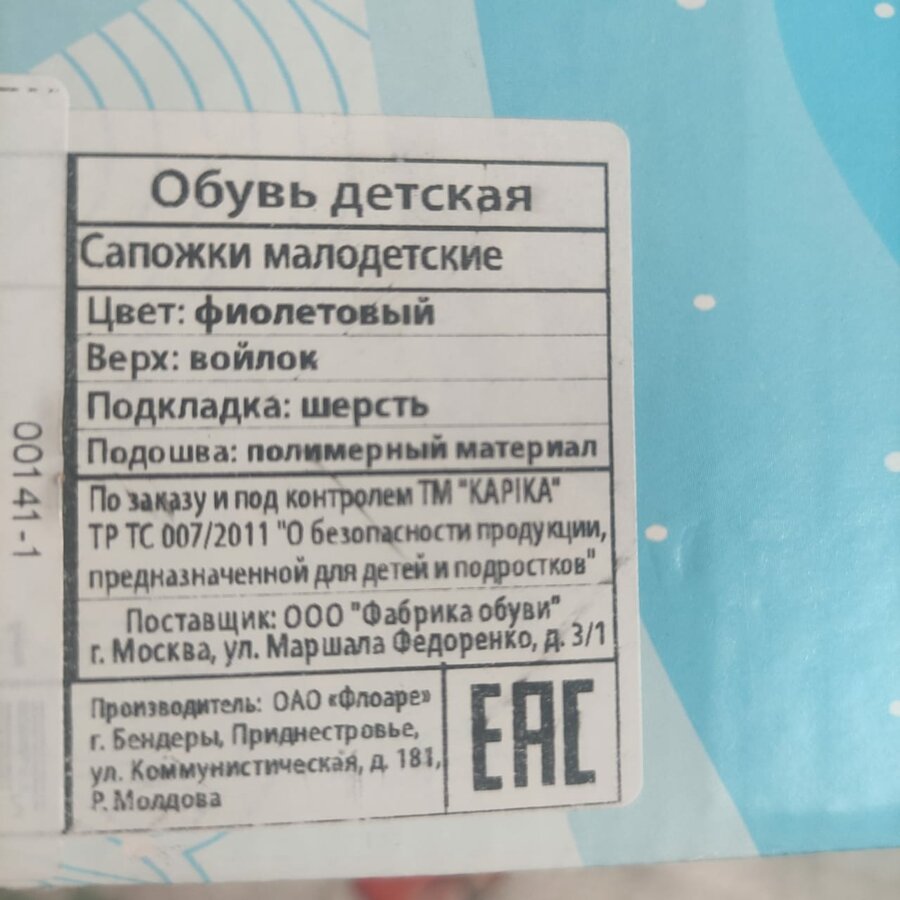 Обувь детская
Сапожки малодетские
Цвет: фиолетовый
Верх: войлок
Подкладка: шерсть
Подошва: полимерный материал
По заказу и под контролем ТМ "KAPIKA"
ТР ТС 007/2011 "О безопасности продукции,
предназначенной для детей и подростков"
Поставщик: ООО "Фабрика обуви"
г. Москва, ул. Маршала Федоренко, д. 3/1
Производитель: ОАО «Флоаре»
г. Бендеры, Приднестровье,
ул. Коммунистическая, д. 181,
Р. Молдова
EAC
00141-1